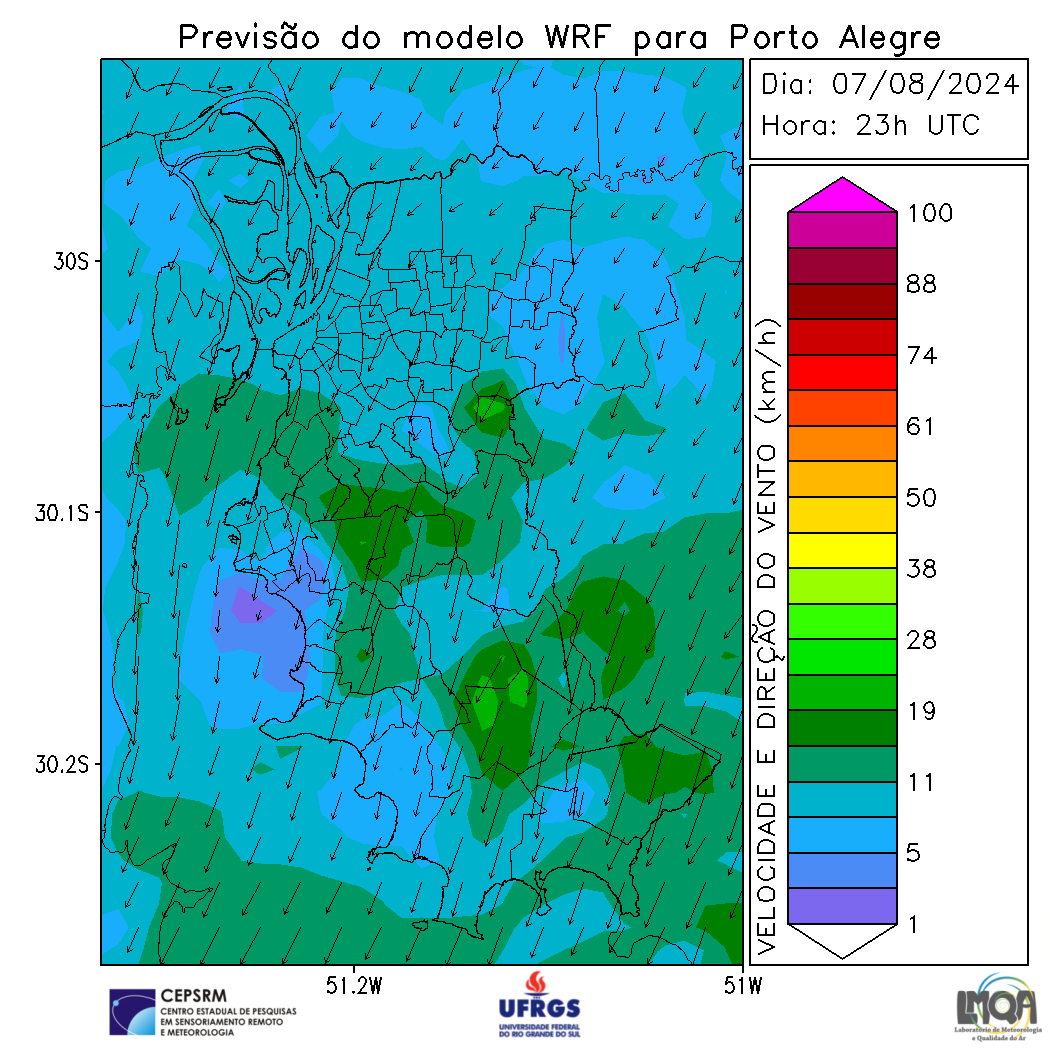 Previsão do modelo WRF para Porto Alegre
Dia: 07/08/2024
Hora: 23h UTC
30S
30.1S
30.2S
51.2W
51W
VELOCIDADE E DIREÇÃO DO VENTO (km/h)
100
88
74
61
50
38
28
19
11
5
1
CEPSRM
CENTRO ESTADUAL DE PESQUISAS
EM SENSORIAMENTO REMOTO
E METEOROLOGIA
UFRGS
UNIVERSIDADE FEDERAL
DO RIO GRANDE DO SUL
LMQA
Laboratório de Meteorologia
e Qualidade do Ar